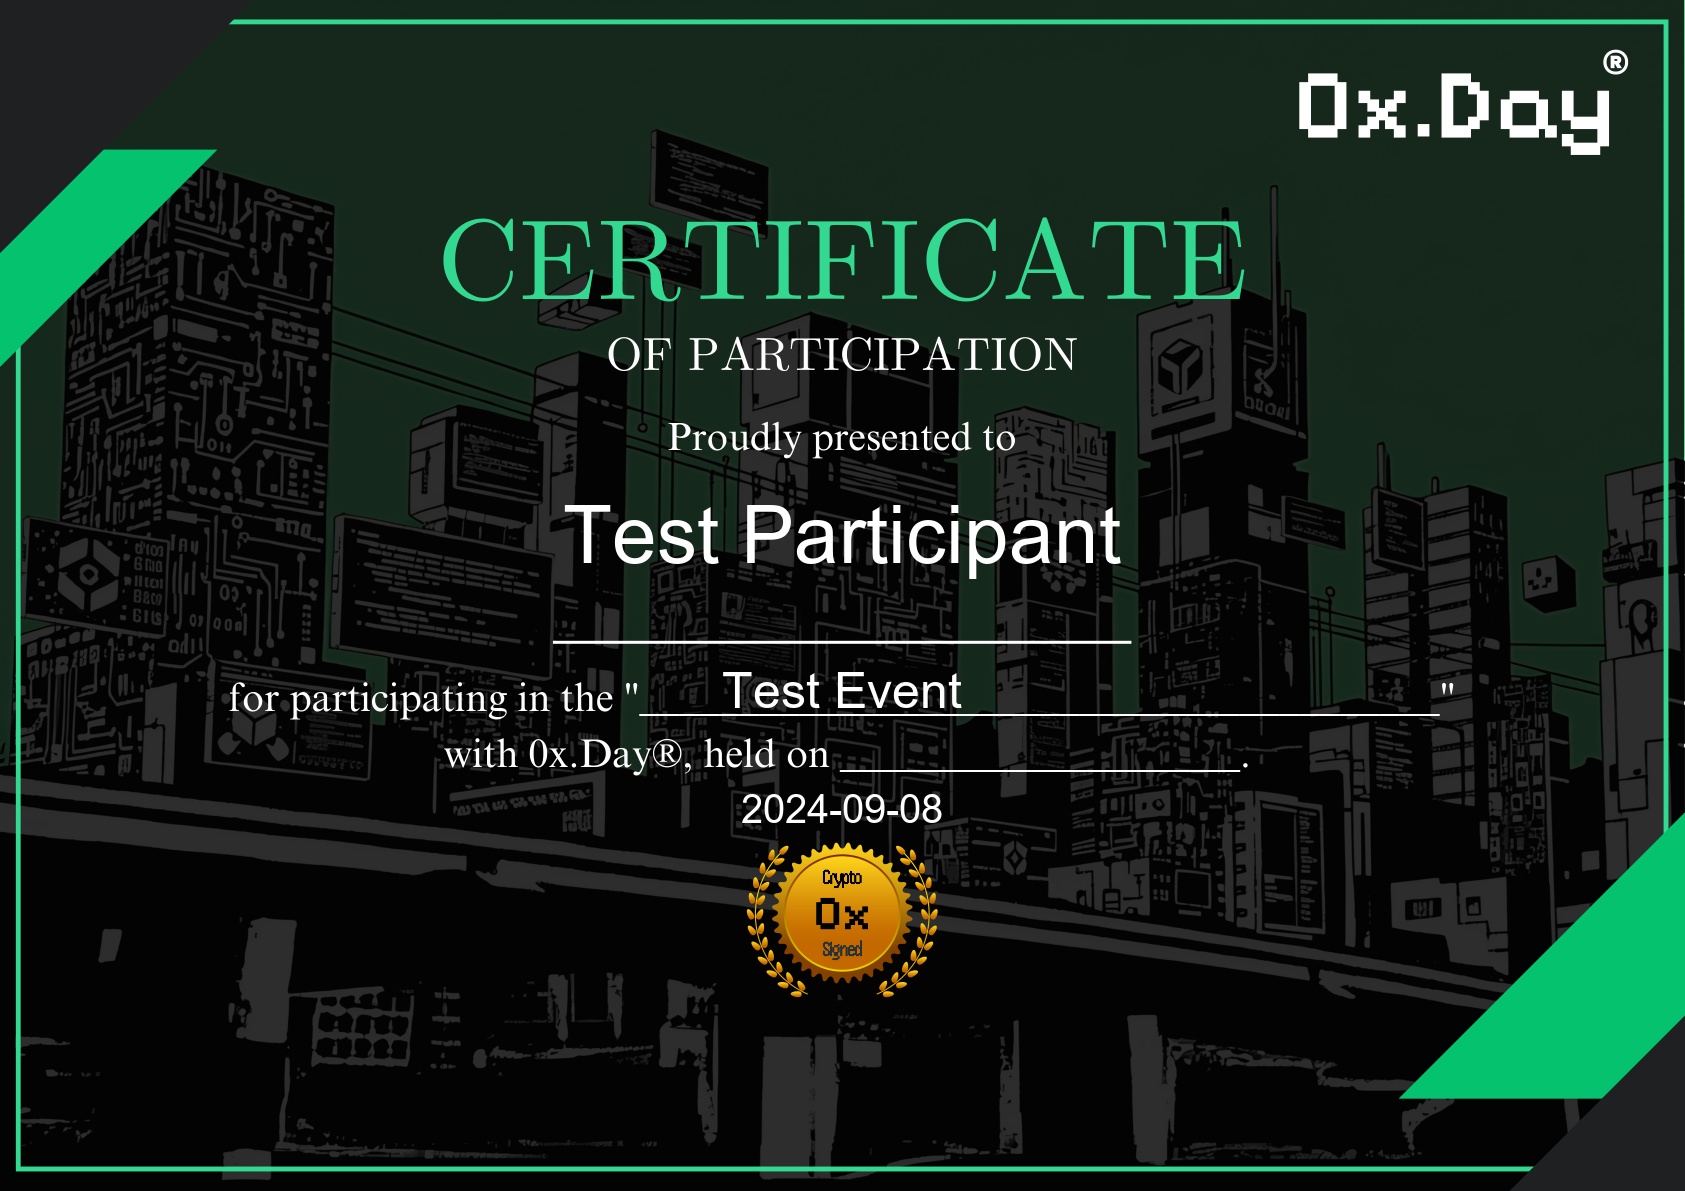 0x.Day®
CERTIFICATE
OF PARTICIPATION
Proudly presented to
Test Participant
for participating in the "Test Event"
with 0x.Day®, held on ____________________.
2024-09-08
Crypto
0x
Signed